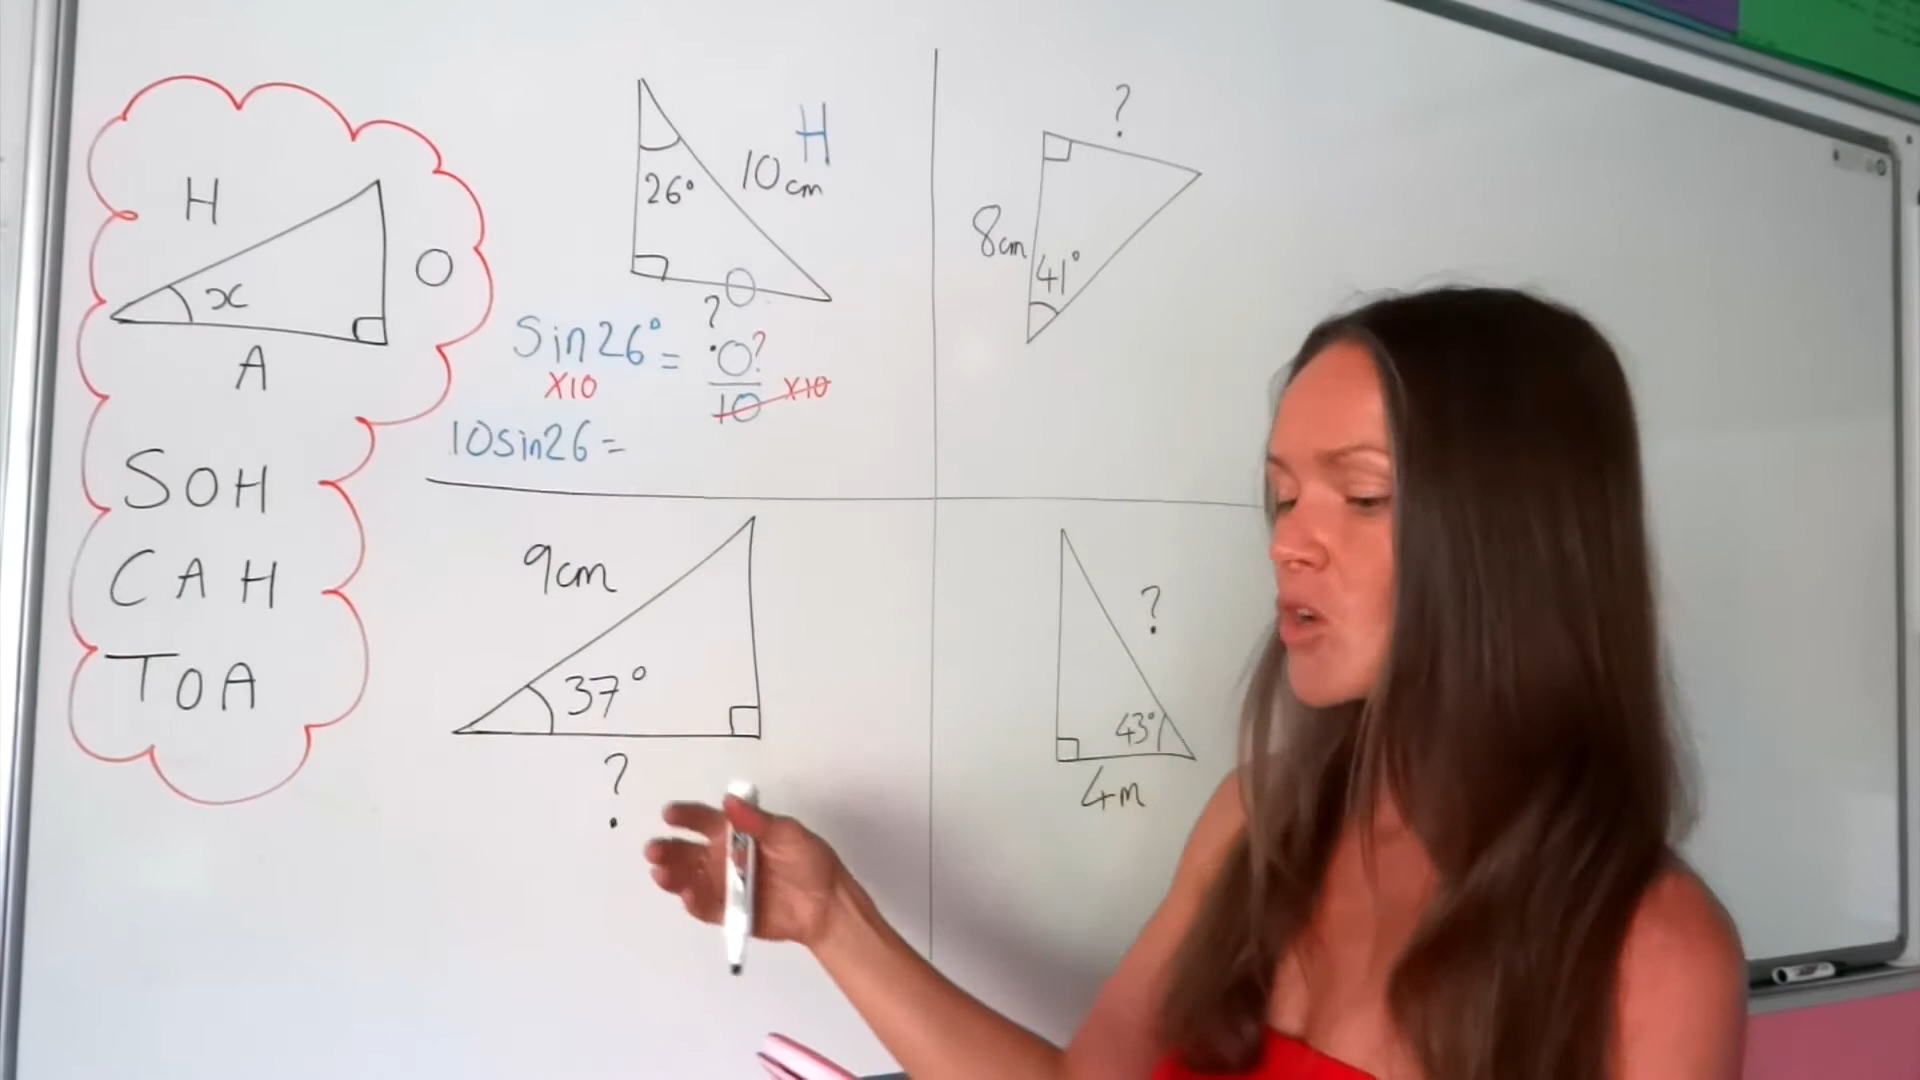 H
x
O
A
SOH
CAH
TOA
H
10cm
26°
O
?
Sin26° = O?
x10
10 x10
10sin26 =
?
8cm
41°
9cm
37°
?
?
43°
4m